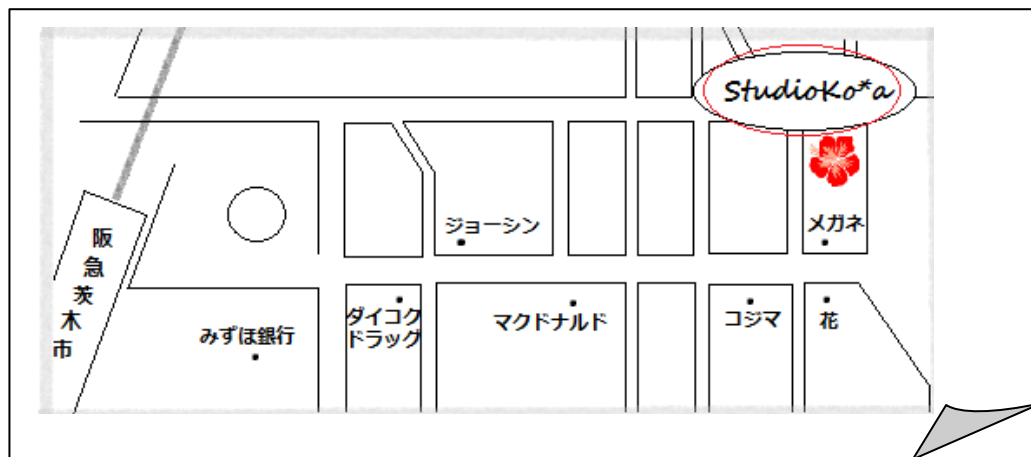 StudioKo*a
ジョーシン
メガネ
阪急茨木市
みずほ銀行
ダイコク
ドラッグ
マクドナルド
コジマ
花